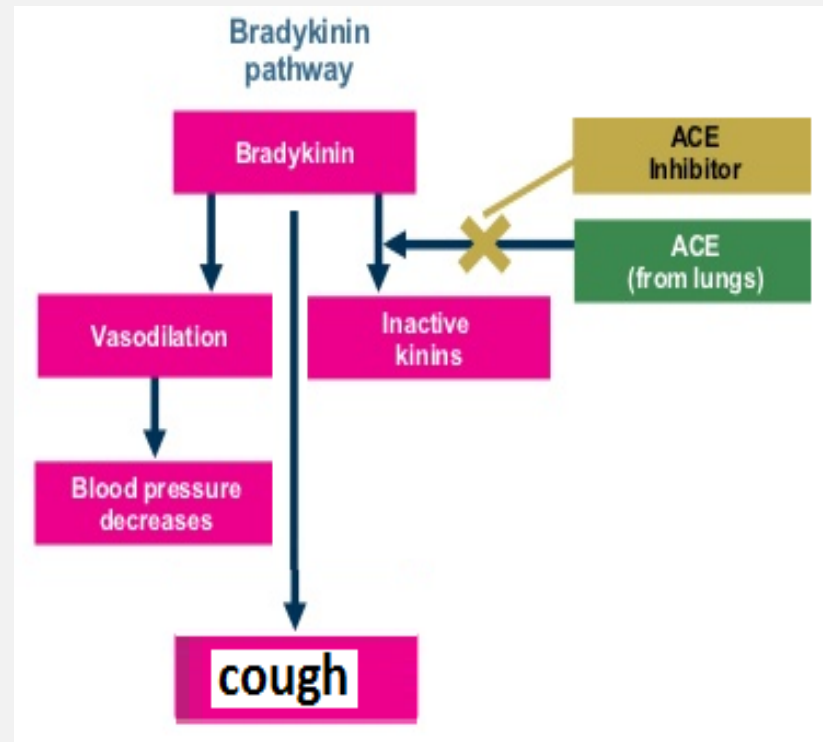 Bradykinin
pathway
Bradykinin
ACE
Inhibitor
ACE
(from lungs)
Vasodilation
Inactive
kinins
Blood pressure
decreases
cough